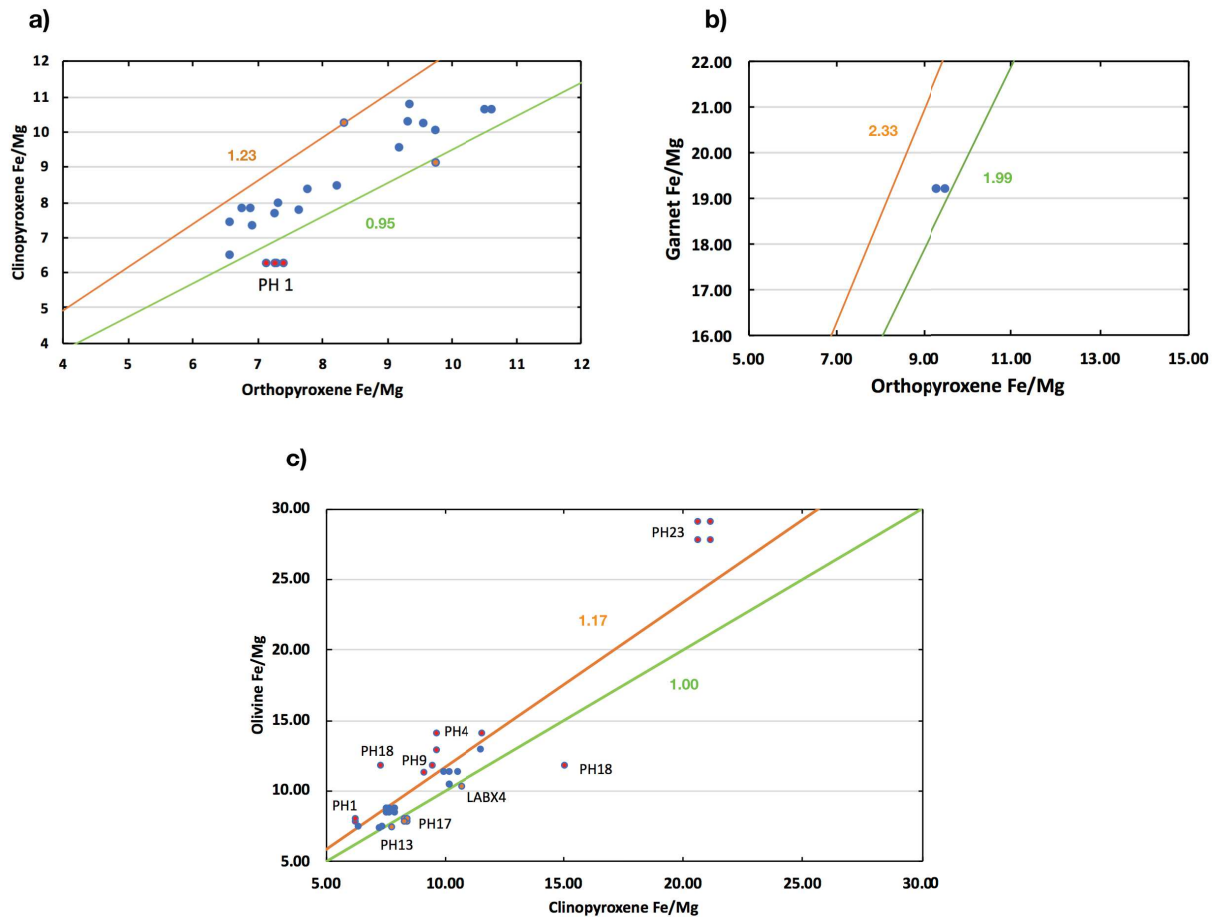 a)
12
11
10
9
8
7
6
5
4
4 5 6 7 8 9 10 11 12
Clinopyroxene Fe/Mg
Orthopyroxene Fe/Mg
1.23
0.95
PH 1
b)
22.00
21.00
20.00
19.00
18.00
17.00
16.00
5.00 7.00 9.00 11.00 13.00 15.00
Garnet Fe/Mg
Orthopyroxene Fe/Mg
2.33
1.99
c)
30.00
25.00
20.00
15.00
10.00
5.00
5.00 10.00 15.00 20.00 25.00 30.00
Olivine Fe/Mg
Clinopyroxene Fe/Mg
PH23
1.17
1.00
PH4
PH18
PH9
PH18
LABX4
PH1
PH17
PH13